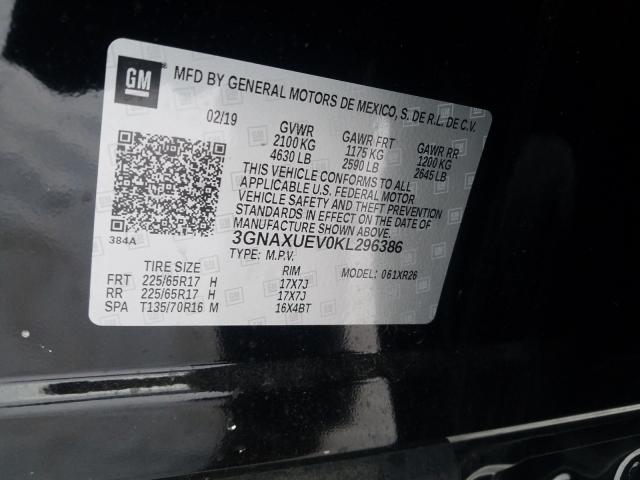 GM
MFD BY GENERAL MOTORS DE MEXICO, S. DE R.L. DE C.V.
02/19 GVWR GAWR FRT GAWR RR
2100 KG 1175 KG 1200 KG
4630 LB 2590 LB 2645 LB
THIS VEHICLE CONFORMS TO ALL
APPLICABLE U.S. FEDERAL MOTOR
VEHICLE SAFETY AND THEFT PREVENTION
STANDARDS IN EFFECT ON THE DATE OF
MANUFACTURE SHOWN ABOVE.
384A
3GNAXUEV0KL296386
TYPE: M.P.V. MODEL: 061XR26
TIRE SIZE RIM
FRT 225/65R17 H 17X7J
RR 225/65R17 H 17X7J
SPA T135/70R16 M 16X4BT